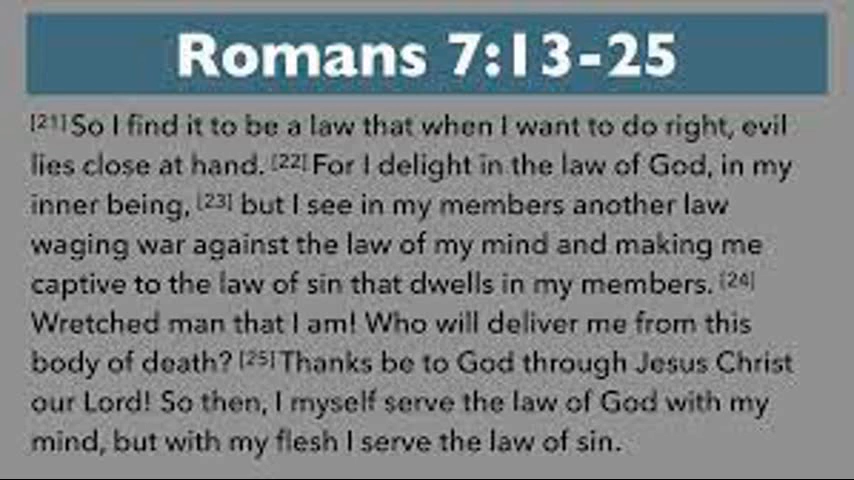 Romans 7:13-25
[21] So I find it to be a law that when I want to do right, evil
lies close at hand. [22] For I delight in the law of God, in my
inner being, [23] but I see in my members another law
waging war against the law of my mind and making me
captive to the law of sin that dwells in my members. [24]
Wretched man that I am! Who will deliver me from this
body of death? [25] Thanks be to God through Jesus Christ
our Lord! So then, I myself serve the law of God with my
mind, but with my flesh I serve the law of sin.